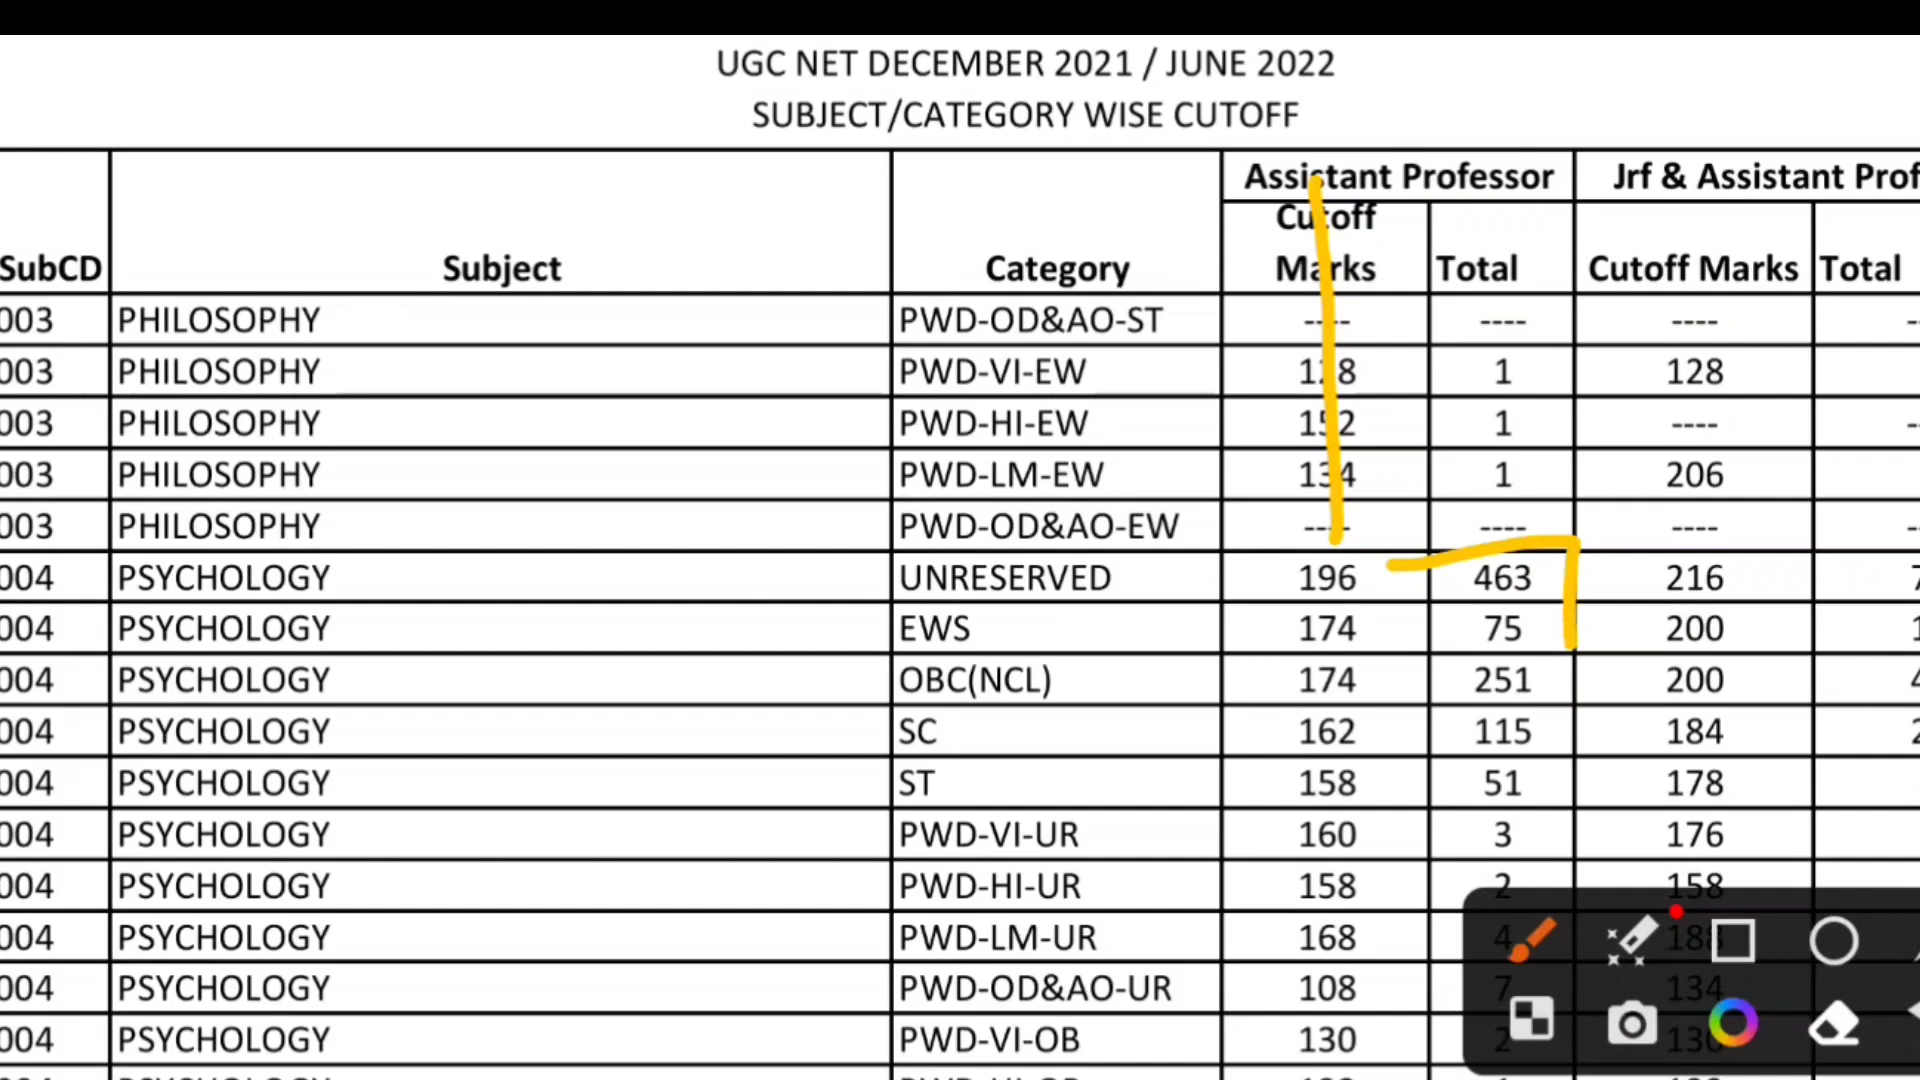 UGC NET DECEMBER 2021 / JUNE 2022
SUBJECT/CATEGORY WISE CUTOFF
Assistant Professor Jrf & Assistant Prof
SubCD Subject Category Cutoff Marks Total Cutoff Marks Total
003 PHILOSOPHY PWD-OD&AO-ST ---- ---- ---- --
003 PHILOSOPHY PWD-VI-EW 128 1 128
003 PHILOSOPHY PWD-HI-EW 152 1 ---- --
003 PHILOSOPHY PWD-LM-EW 134 1 206
003 PHILOSOPHY PWD-OD&AO-EW ---- ---- ---- --
004 PSYCHOLOGY UNRESERVED 196 463 216
004 PSYCHOLOGY EWS 174 75 200
004 PSYCHOLOGY OBC(NCL) 174 251 200
004 PSYCHOLOGY SC 162 115 184
004 PSYCHOLOGY ST 158 51 178
004 PSYCHOLOGY PWD-VI-UR 160 3 176
004 PSYCHOLOGY PWD-HI-UR 158 2 158
004 PSYCHOLOGY PWD-LM-UR 168 4 188
004 PSYCHOLOGY PWD-OD&AO-UR 108 7 134
004 PSYCHOLOGY PWD-VI-OB 130 2